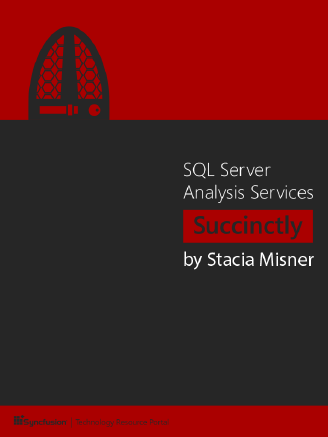 SQL Server
Analysis Services
Succinctly
by Stacia Misner